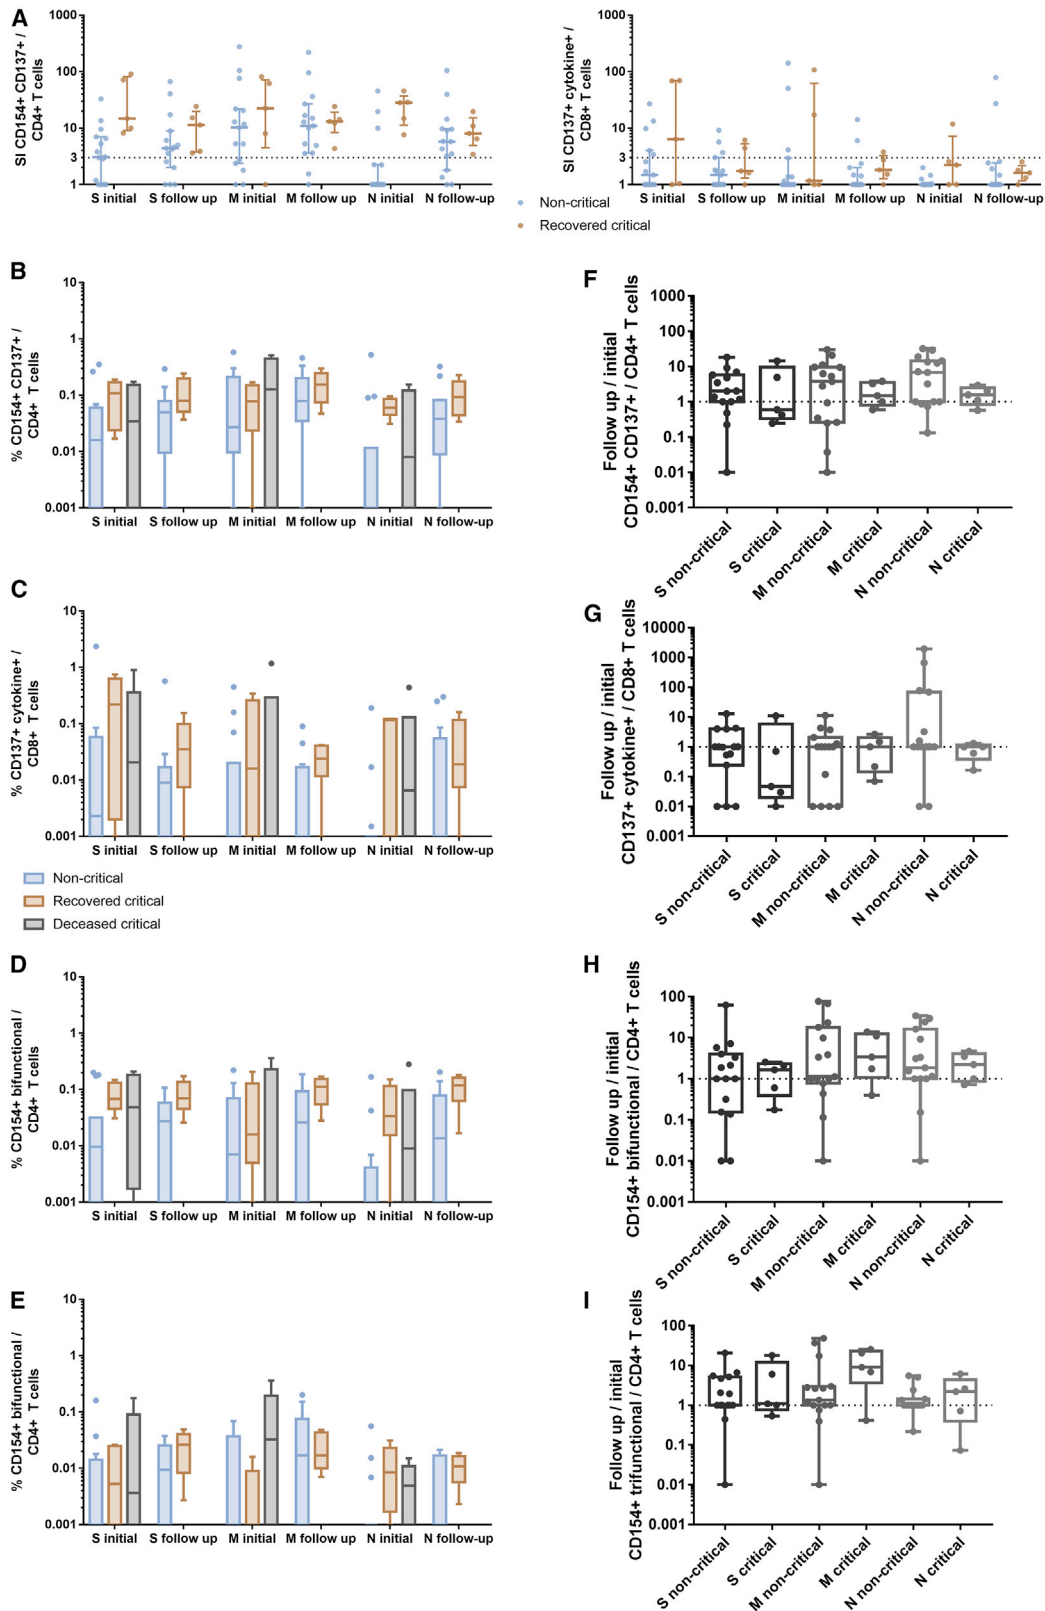 A
SI CD154+ CD137+ /
CD4+ T cells
1000
100
10
3
1
S initial
S follow up
M initial
M follow up
N initial
N follow-up
SI CD137+ cytokine+ /
CD8+ T cells
1000
100
10
3
1
S initial
S follow up
M initial
M follow up
N initial
N follow-up
Non-critical
Recovered critical
B
% CD154+ CD137+ /
CD4+ T cells
10
1
0.1
0.01
0.001
S initial
S follow up
M initial
M follow up
N initial
N follow-up
C
% CD137+ cytokine+ /
CD8+ T cells
10
1
0.1
0.01
0.001
S initial
S follow up
M initial
M follow up
N initial
N follow-up
Non-critical
Recovered critical
Deceased critical
D
% CD154+ bifunctional /
CD4+ T cells
10
1
0.1
0.01
0.001
S initial
S follow up
M initial
M follow up
N initial
N follow-up
E
% CD154+ bifunctional /
CD4+ T cells
10
1
0.1
0.01
0.001
S initial
S follow up
M initial
M follow up
N initial
N follow-up
F
Follow up / initial
CD154+ CD137+ / CD4+ T cells
1000
100
10
1
0.1
0.01
0.001
S non-critical
S critical
M non-critical
M critical
N non-critical
N critical
G
Follow up / initial
CD137+ cytokine+ / CD8+ T cells
10000
1000
100
10
1
0.1
0.01
0.001
S non-critical
S critical
M non-critical
M critical
N non-critical
N critical
H
Follow up / initial
CD154+ bifunctional / CD4+ T cells
100
10
1
0.1
0.01
0.001
S non-critical
S critical
M non-critical
M critical
N non-critical
N critical
I
Follow up / initial
CD154+ trifunctional / CD4+ T cells
100
10
1
0.1
0.01
0.001
S non-critical
S critical
M non-critical
M critical
N non-critical
N critical